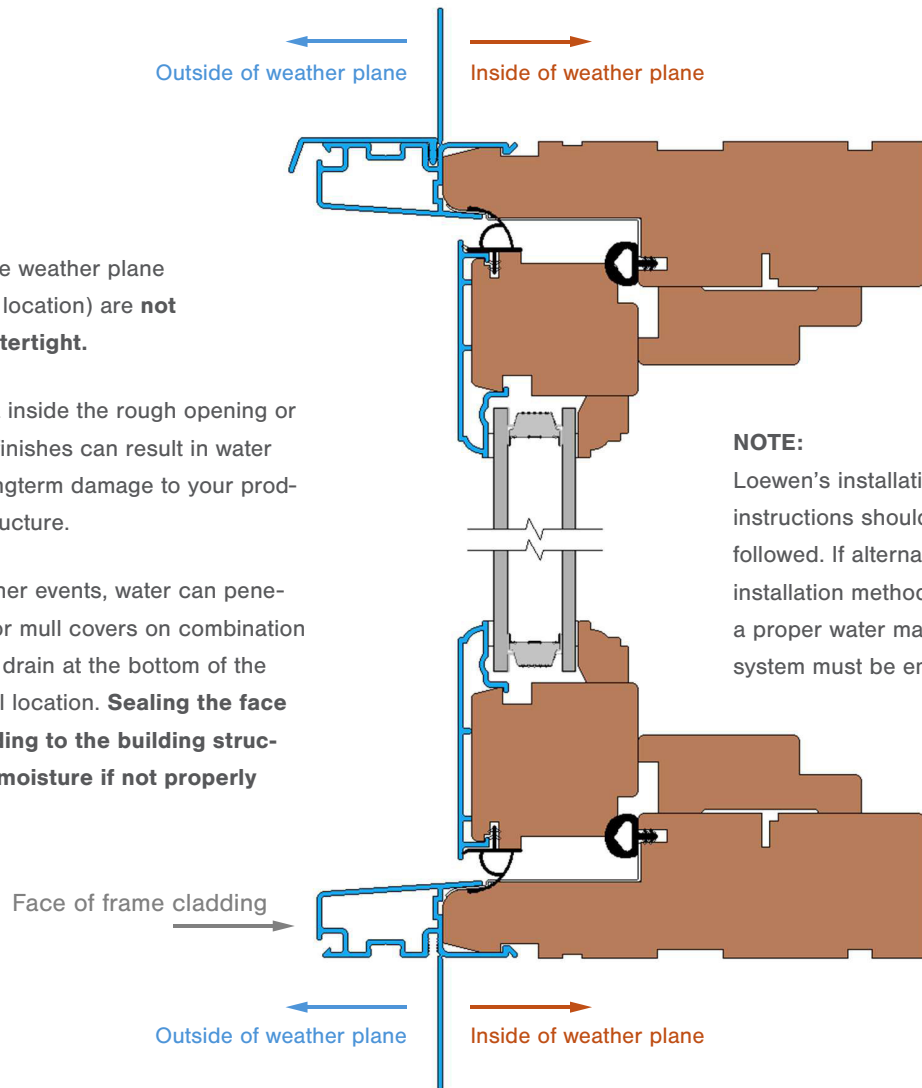 Outside of weather plane
Inside of weather plane
e weather plane
location) are not
tertight.
inside the rough opening or
finishes can result in water
ngterm damage to your prod-
ucture.
her events, water can pene-
or mull covers on combination
drain at the bottom of the
l location. Sealing the face
ding to the building struc-
moisture if not properly
NOTE:
Loewen's installati
instructions should
followed. If alterna
installation method
a proper water ma
system must be en
Face of frame cladding
Outside of weather plane
Inside of weather plane